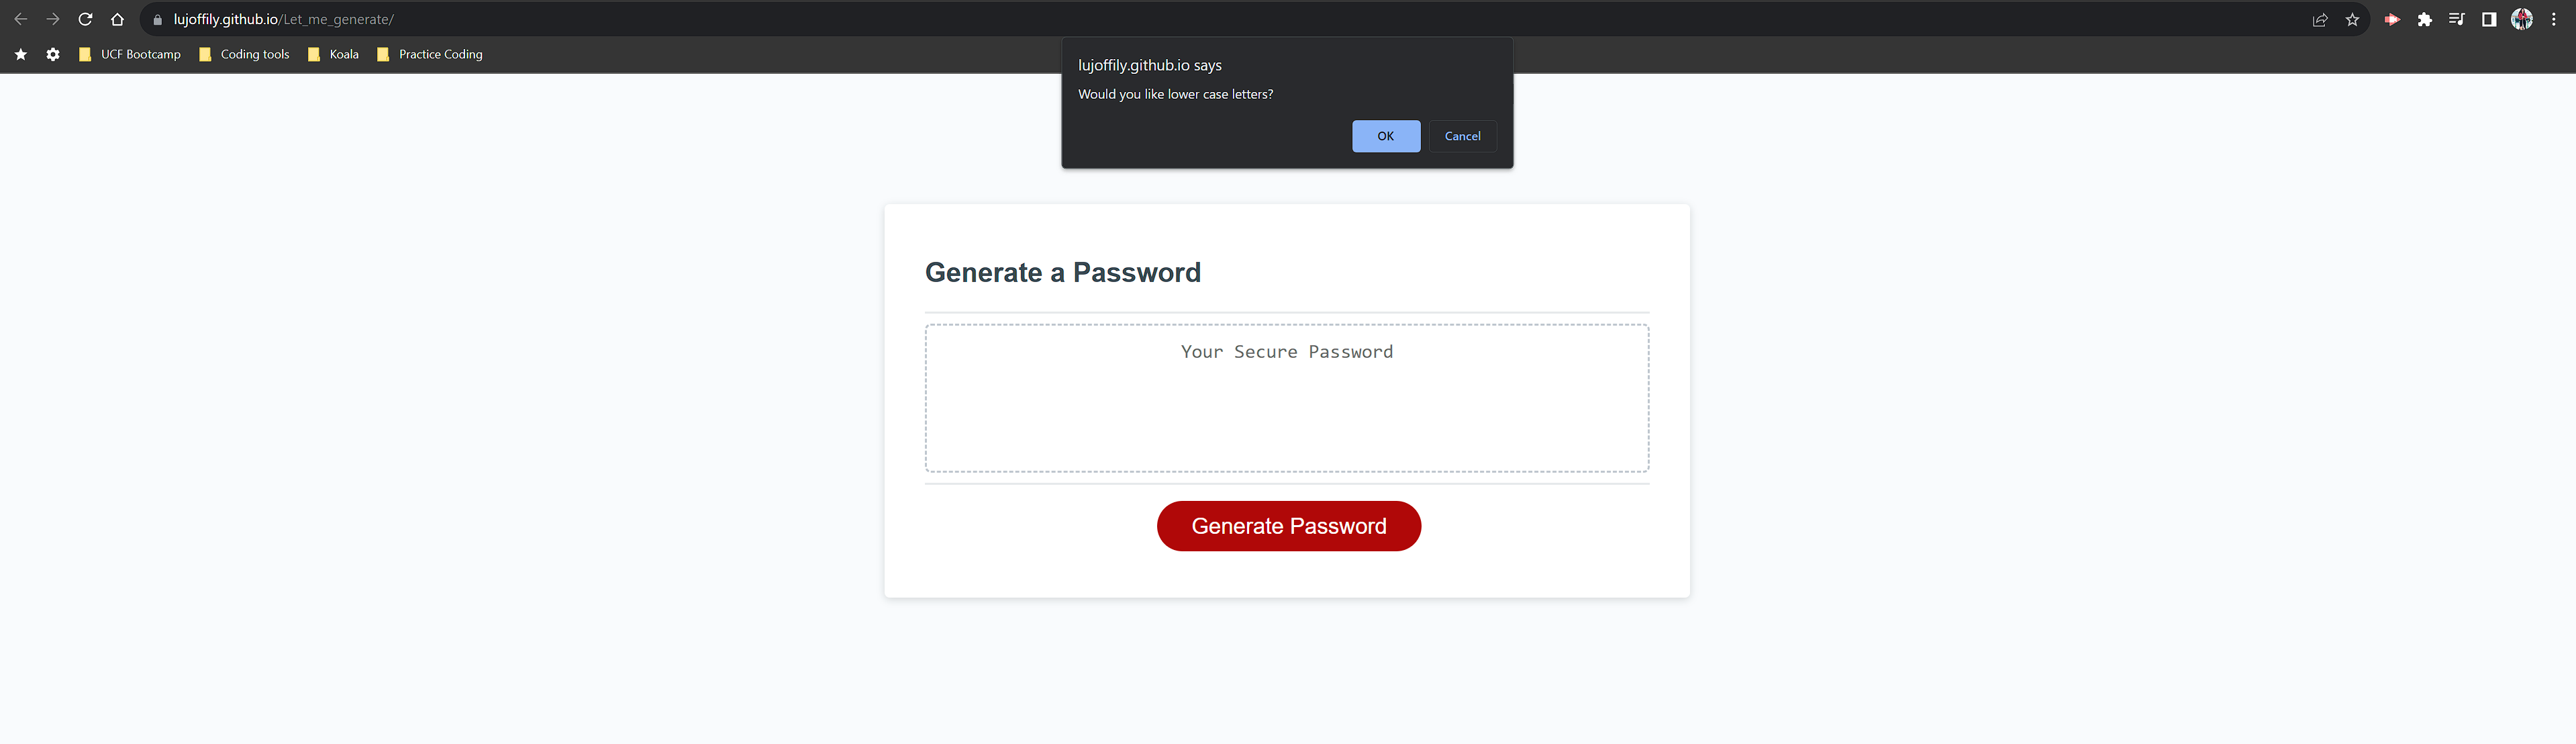 lujoffily.github.io/Let_me_generate/
UCF Bootcamp Coding tools Koala Practice Coding
lujoffily.github.io says
Would you like lower case letters?
OK Cancel
Generate a Password
Your Secure Password
Generate Password